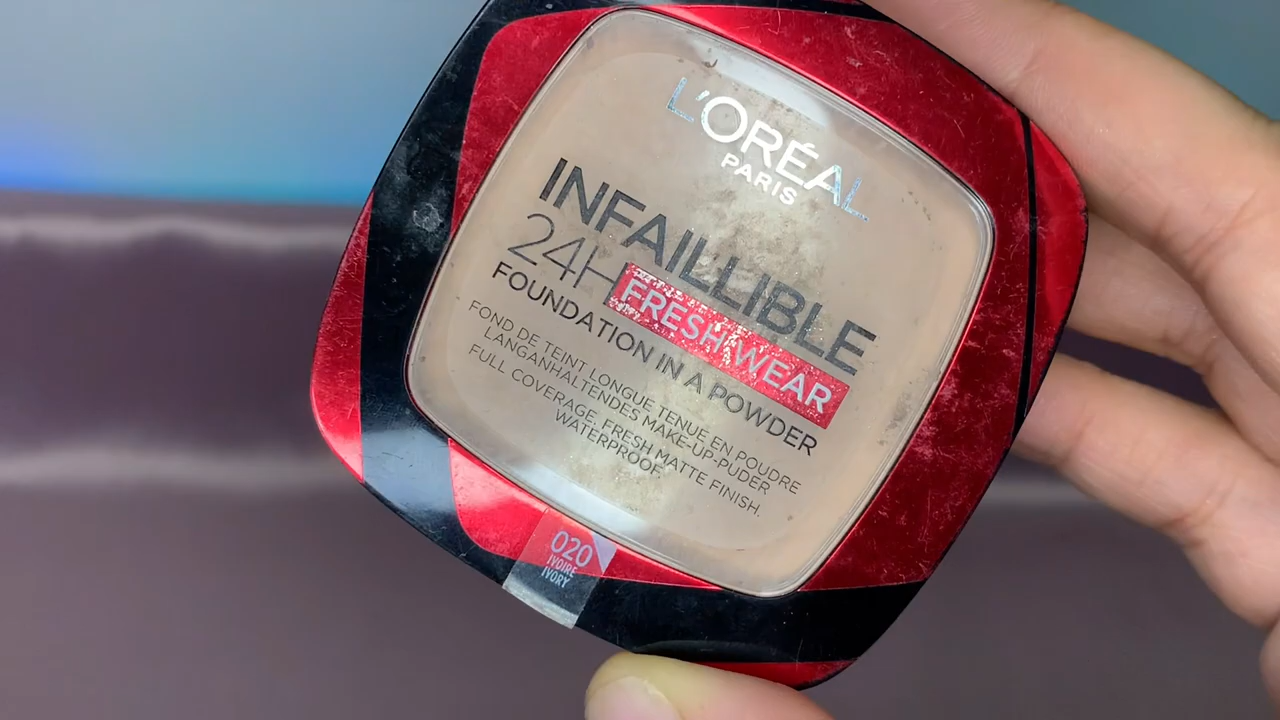 L'ORÉAL
PARIS
INFAILLIBLE
24H FRESH WEAR
FOUNDATION IN A POWDER
FOND DE TEINT LONGUE TENUE EN POUDRE
LANGANHALTENDES MAKE-UP-PUDER
FULL COVERAGE. FRESH MATTE FINISH.
WATERPROOF.
020
IVOIRE
IVORY